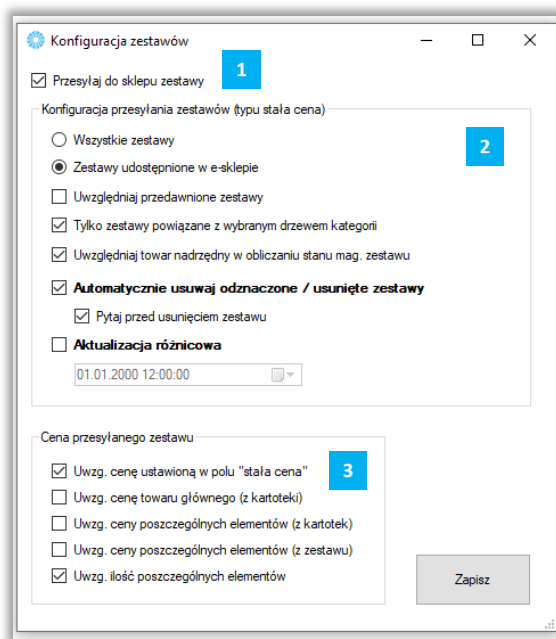 Konfiguracja zestawów
1
Przesyłaj do sklepu zestawy
Konfiguracja przesyłania zestawów (typu stała cena)
2
Wszystkie zestawy
Zestawy udostępnione w e-sklepie
Uwzględniaj przedawnione zestawy
Tylko zestawy powiązane z wybranym drzewem kategorii
Uwzględniaj towar nadrzędny w obliczaniu stanu mag. zestawu
Automatycznie usuwaj odznaczone / usunięte zestawy
Pytaj przed usunięciem zestawu
Aktualizacja różnicowa
01.01.2000 12:00:00
Cena przesyłanego zestawu
3
Uwzg. cenę ustawioną w polu "stała cena"
Uwzg. cenę towaru głównego (z kartoteki)
Uwzg. ceny poszczególnych elementów (z kartotek)
Uwzg. ceny poszczególnych elementów (z zestawu)
Uwzg. ilość poszczególnych elementów
Zapisz